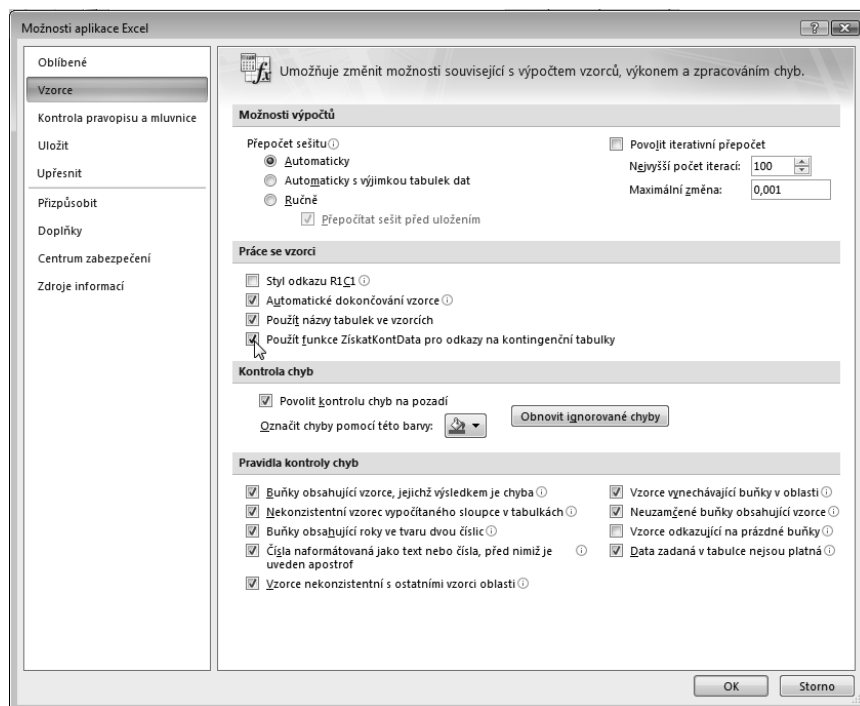 Možnosti aplikace Excel
Oblíbené
Vzorce
Kontrola pravopisu a mluvnice
Uložit
Upřesnit
Přizpůsobit
Doplňky
Centrum zabezpečení
Zdroje informací
Umožňuje změnit možnosti související s výpočtem vzorců, výkonem a zpracováním chyb.
Možnosti výpočtů
Přepočet sešitu
Automaticky
Automaticky s výjimkou tabulek dat
Ručně
Přepočítat sešit před uložením
Povolit iterativní přepočet
Nejvyšší počet iterací: 100
Maximální změna: 0,001
Práce se vzorci
Styl odkazu R1C1
Automatické dokončování vzorce
Použít názvy tabulek ve vzorcích
Použít funkce ZískatKontData pro odkazy na kontingenční tabulky
Kontrola chyb
Povolit kontrolu chyb na pozadí
Označit chyby pomocí této barvy:
Obnovit ignorované chyby
Pravidla kontroly chyb
Buňky obsahující vzorce, jejichž výsledkem je chyba
Nekonzistentní vzorec vypočítaného sloupce v tabulkách
Buňky obsahující roky ve tvaru dvou číslic
Čísla naformátovaná jako text nebo čísla, před nimiž je
uveden apostrof
Vzorce nekonzistentní s ostatními vzorci oblasti
Vzorce vynechávající buňky v oblasti
Neuzamčené buňky obsahující vzorce
Vzorce odkazující na prázdné buňky
Data zadaná v tabulce nejsou platná
OK
Storno